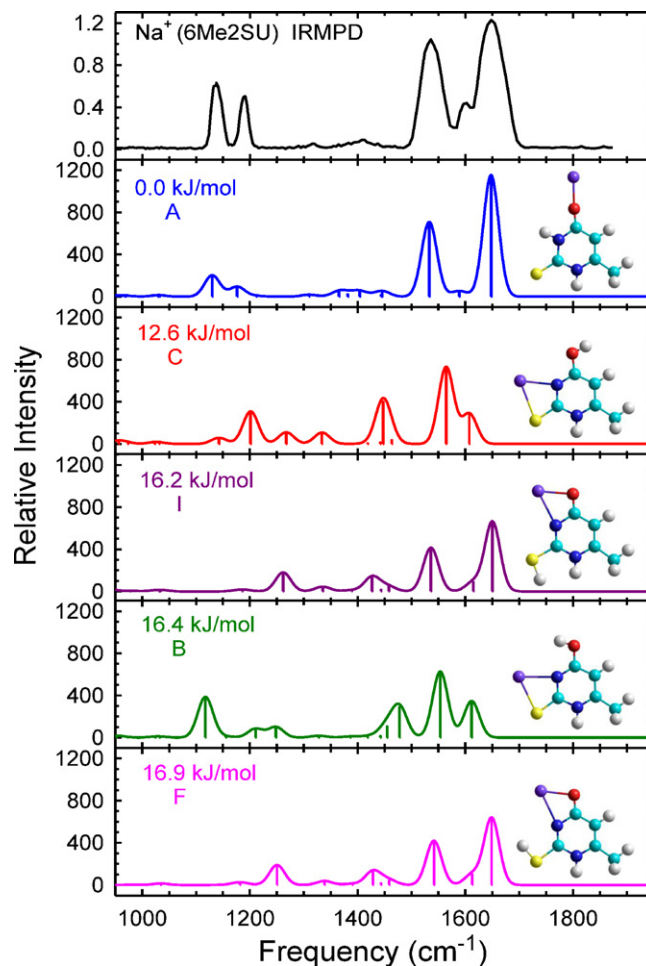 Na⁺(6Me2SU) IRMPD
1.2
0.8
0.4
0.0
1200
0.0 kJ/mol
A
800
400
0
1200
12.6 kJ/mol
C
800
400
0
1200
16.2 kJ/mol
I
800
400
0
1200
16.4 kJ/mol
B
800
400
0
1200
16.9 kJ/mol
F
800
400
0
Relative Intensity
1000 1200 1400 1600 1800
Frequency (cm⁻¹)